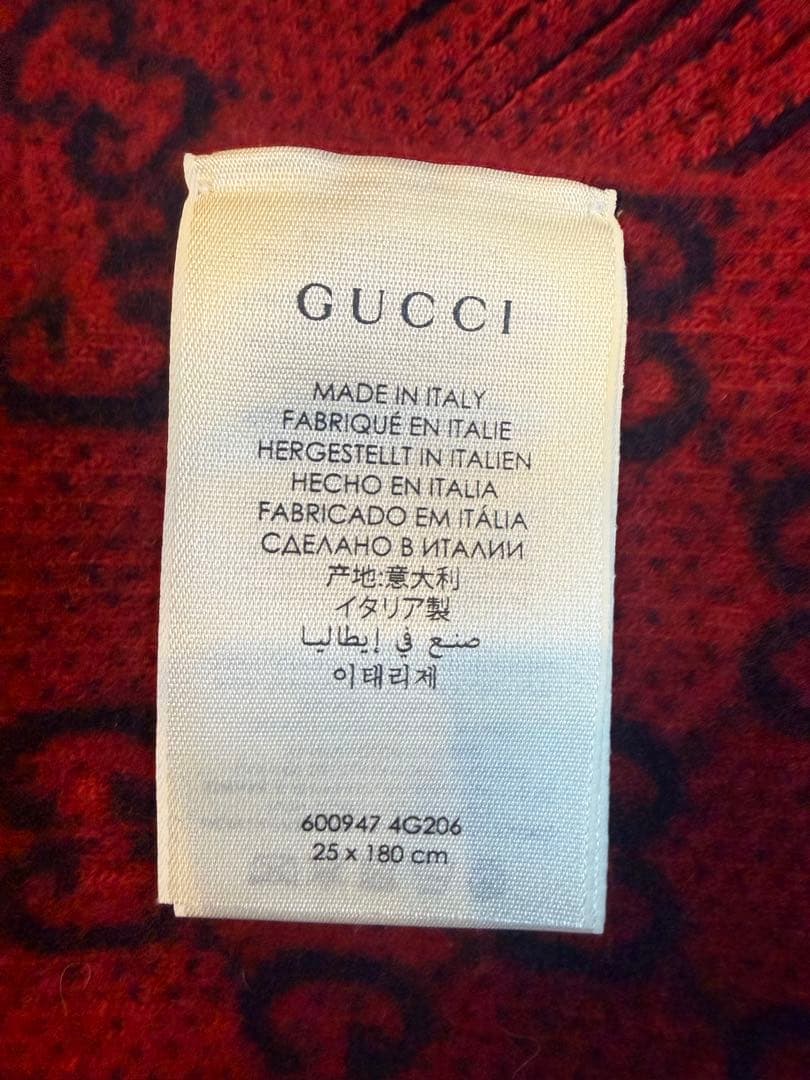 GUCCI
MADE IN ITALY
FABRIQUÉ EN ITALIE
HERGESTELLT IN ITALIEN
HECHO EN ITALIA
FABRICADO EM ITÁLIA
СДЕЛАНО В ИТАЛИИ
产地:意大利
イタリア製
صنع في إيطاليا
이태리제
600947 4G206
25 x 180 cm